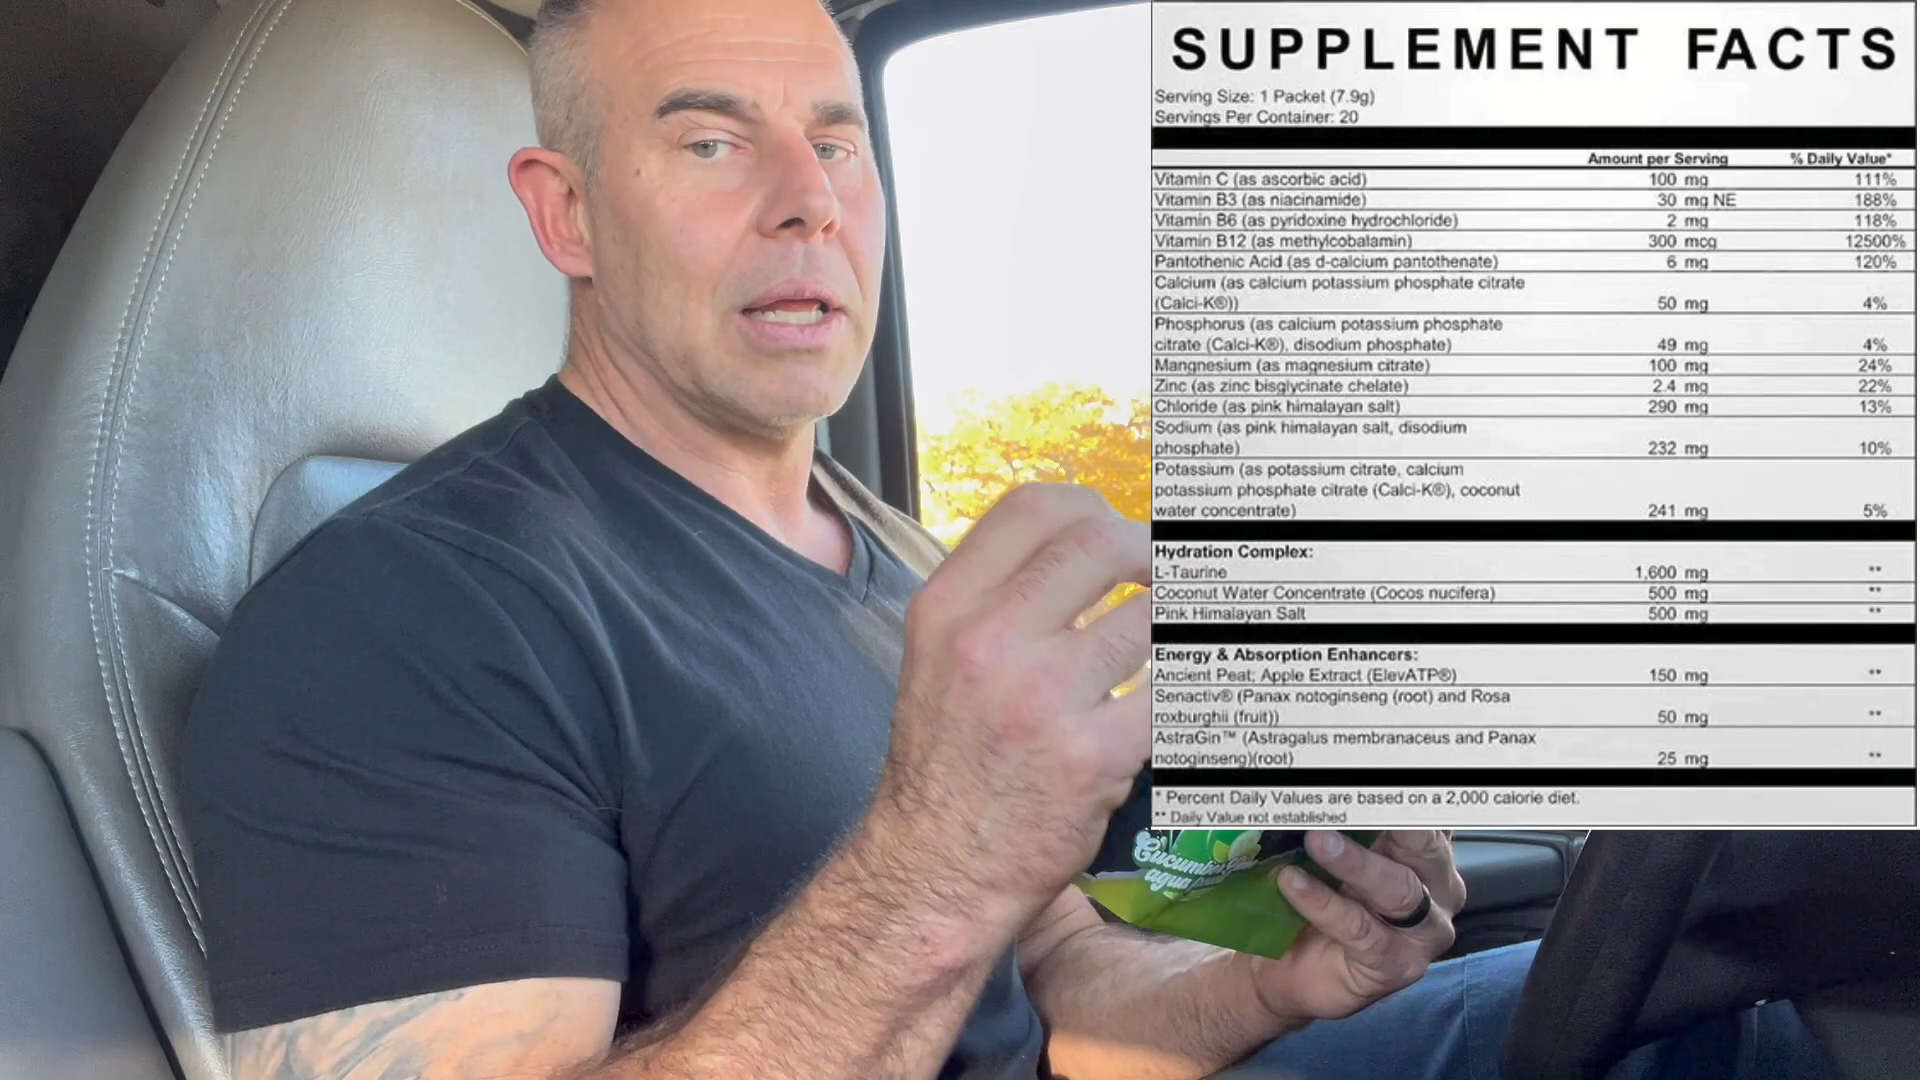 SUPPLEMENT FACTS
Serving Size: 1 Packet (7.9g)
Servings Per Container: 20
Amount per Serving % Daily Value*
Vitamin C (as ascorbic acid) 100 mg 111%
Vitamin B3 (as niacinamide) 30 mg NE 188%
Vitamin B6 (as pyridoxine hydrochloride) 2 mg 118%
Vitamin B12 (as methylcobalamin) 300 mcg 12500%
Pantothenic Acid (as d-calcium pantothenate) 6 mg 120%
Calcium (as calcium potassium phosphate citrate
(Calci-K®)) 50 mg 4%
Phosphorus (as calcium potassium phosphate
citrate (Calci-K®), disodium phosphate) 49 mg 4%
Mangnesium (as magnesium citrate) 100 mg 24%
Zinc (as zinc bisglycinate chelate) 2.4 mg 22%
Chloride (as pink himalayan salt) 290 mg 13%
Sodium (as pink himalayan salt, disodium
phosphate) 232 mg 10%
Potassium (as potassium citrate, calcium
potassium phosphate citrate (Calci-K®), coconut
water concentrate) 241 mg 5%
Hydration Complex:
L-Taurine 1,600 mg **
Coconut Water Concentrate (Cocos nucifera) 500 mg **
Pink Himalayan Salt 500 mg **
Energy & Absorption Enhancers:
Ancient Peat; Apple Extract (ElevATP®) 150 mg **
Senactiv® (Panax notoginseng (root) and Rosa
roxburghii (fruit)) 50 mg **
AstraGin™ (Astragalus membranaceus and Panax
notoginseng)(root) 25 mg **
* Percent Daily Values are based on a 2,000 calorie diet.
** Daily Value not established
Cucumber
agua